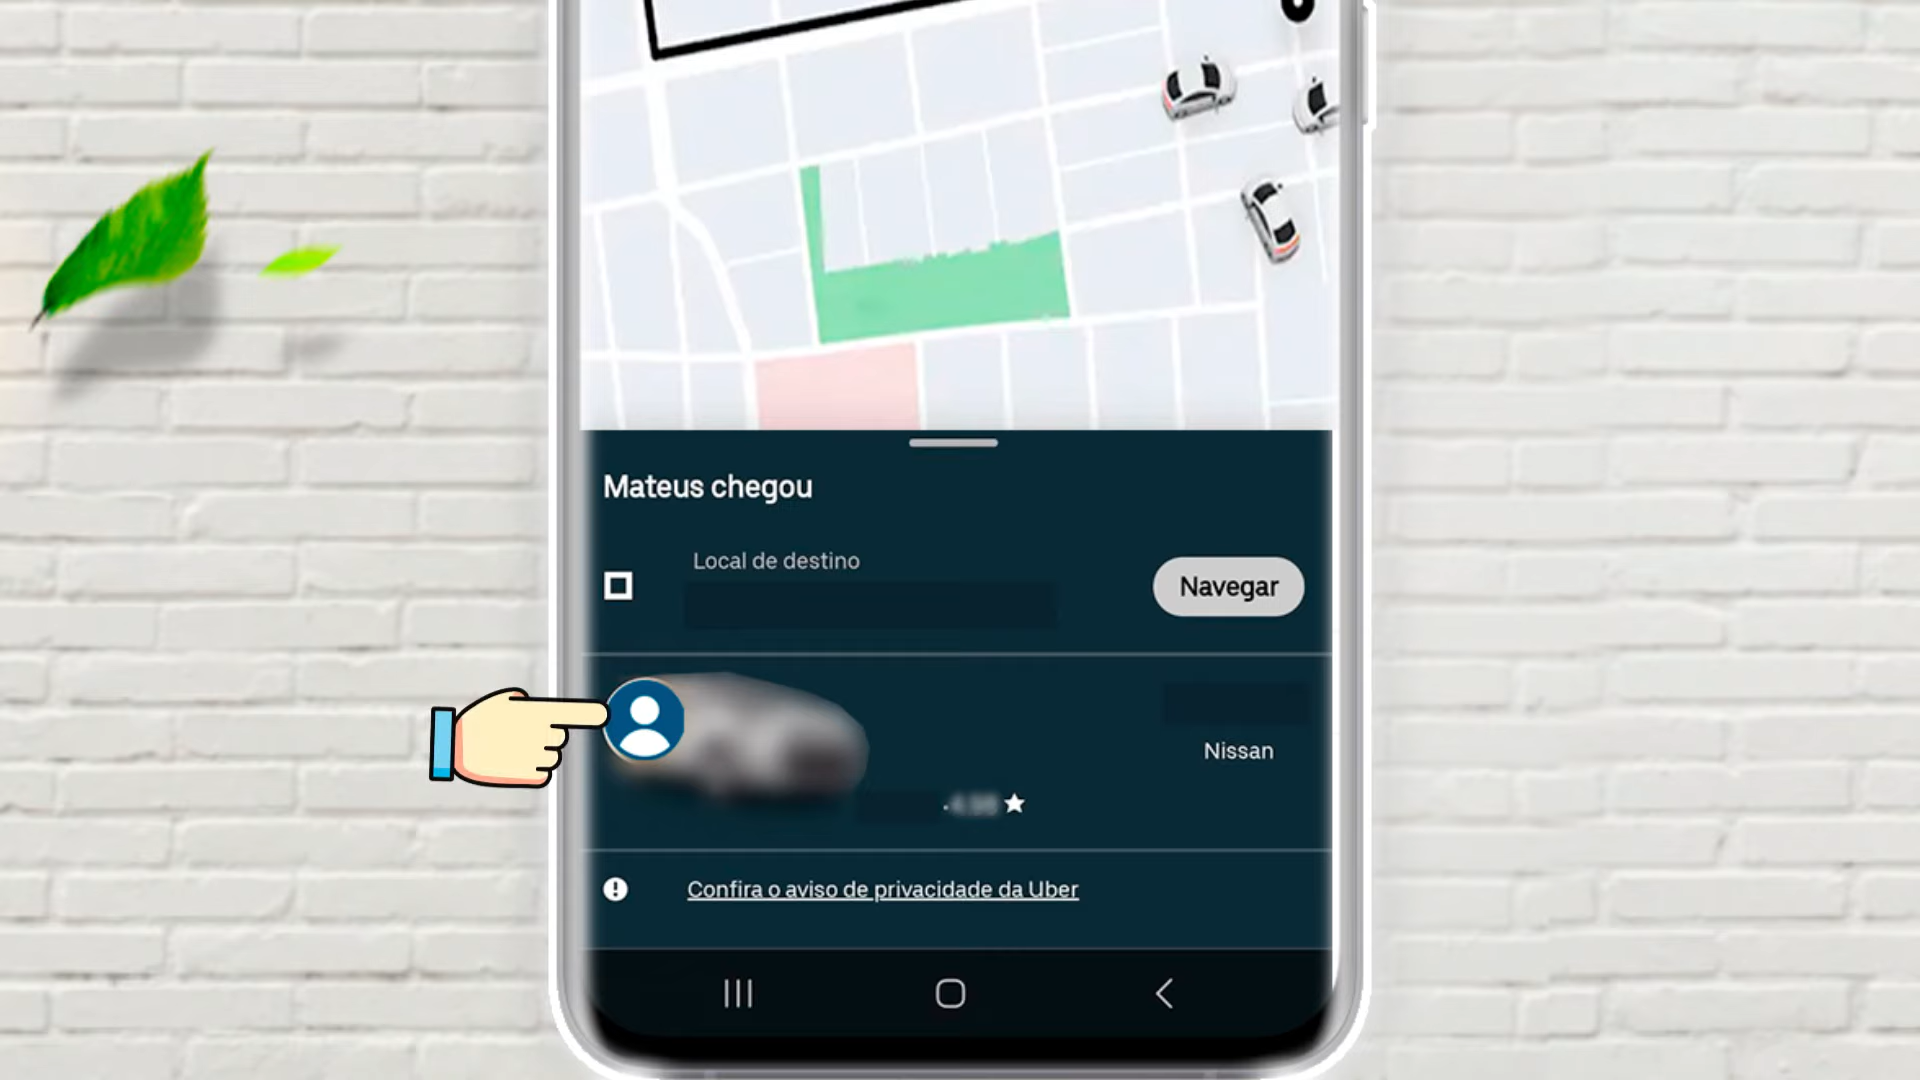 Mateus chegou
Local de destino
Navegar
Nissan
Confira o aviso de privacidade da Uber